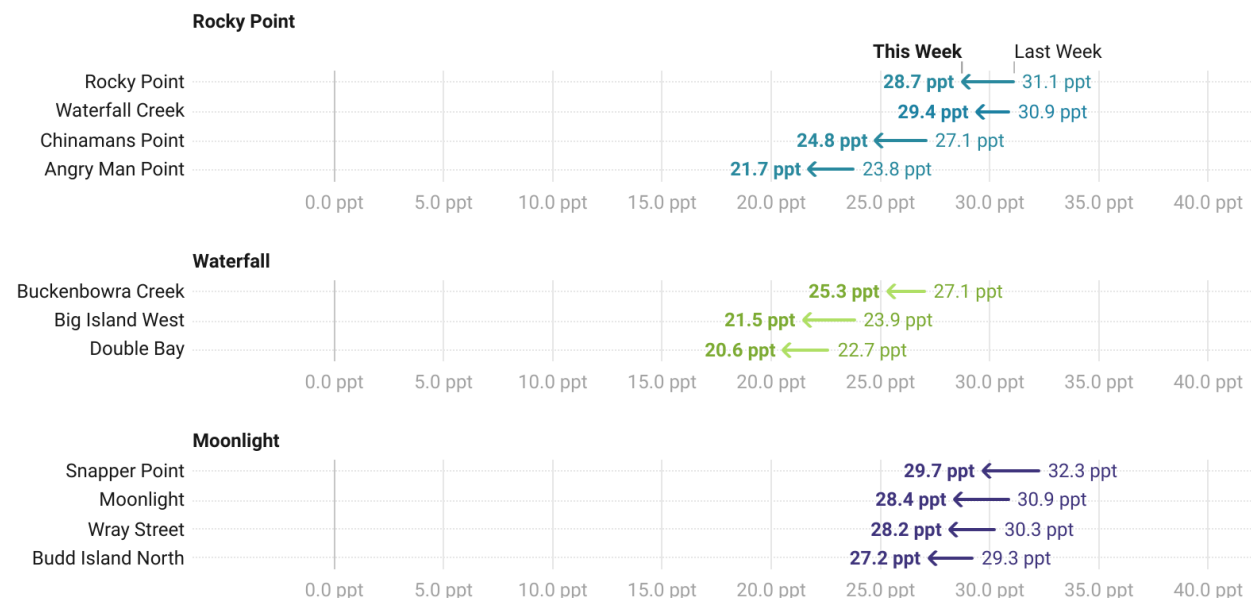 Rocky Point
This Week Last Week
Rocky Point 28.7 ppt 31.1 ppt
Waterfall Creek 29.4 ppt 30.9 ppt
Chinamans Point 24.8 ppt 27.1 ppt
Angry Man Point 21.7 ppt 23.8 ppt
0.0 ppt 5.0 ppt 10.0 ppt 15.0 ppt 20.0 ppt 25.0 ppt 30.0 ppt 35.0 ppt 40.0 ppt
Waterfall
Buckenbowra Creek 25.3 ppt 27.1 ppt
Big Island West 21.5 ppt 23.9 ppt
Double Bay 20.6 ppt 22.7 ppt
0.0 ppt 5.0 ppt 10.0 ppt 15.0 ppt 20.0 ppt 25.0 ppt 30.0 ppt 35.0 ppt 40.0 ppt
Moonlight
Snapper Point 29.7 ppt 32.3 ppt
Moonlight 28.4 ppt 30.9 ppt
Wray Street 28.2 ppt 30.3 ppt
Budd Island North 27.2 ppt 29.3 ppt
0.0 ppt 5.0 ppt 10.0 ppt 15.0 ppt 20.0 ppt 25.0 ppt 30.0 ppt 35.0 ppt 40.0 ppt